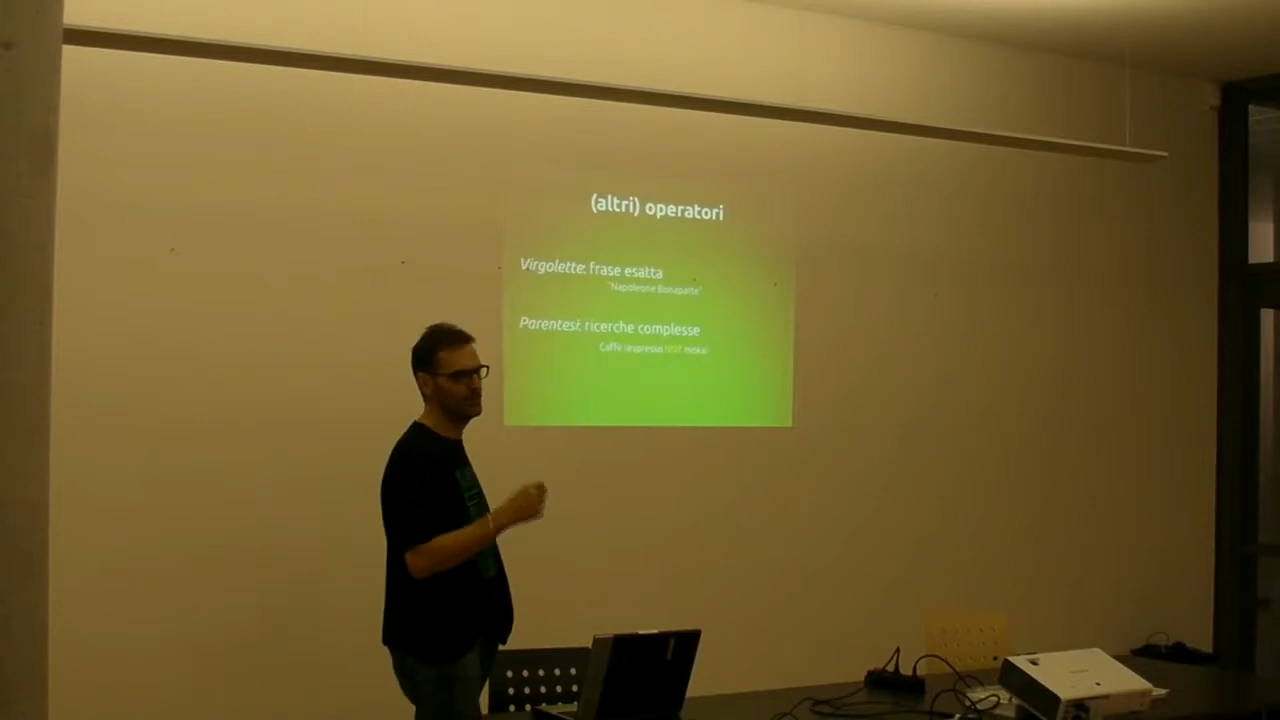 (altri) operatori
Virgolette: frase esatta
"Napoleone Bonaparte"
Parentesi: ricerche complesse
Caffè (espresso NOT moka)